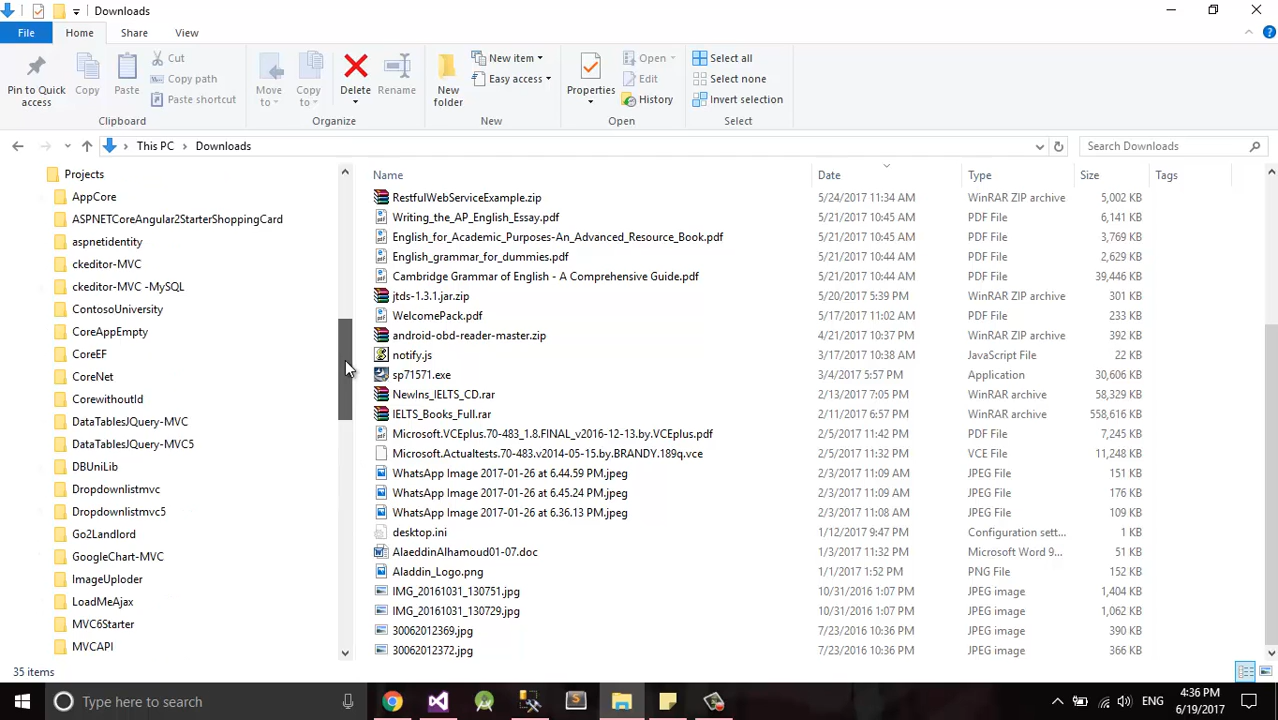 Downloads
File Home Share View
Pin to Quick access
Copy
Paste
Cut
Copy path
Paste shortcut
Clipboard
Move to
Copy to
Delete
Rename
Organize
New folder
New item
Easy access
New
Properties
Open
Edit
History
Open
Select all
Select none
Invert selection
Select
This PC Downloads
Search Downloads
Projects
AppCore
ASPNETCoreAngular2StarterShoppingCard
aspnetidentity
ckeditor-MVC
ckeditor-MVC -MySQL
ContosoUniversity
CoreAppEmpty
CoreEF
CoreNet
CorewithoutId
DataTablesJQuery-MVC
DataTablesJQuery-MVC5
DBUniLib
Dropdownlistmvc
Dropdownlistmvc5
Go2Landlord
GoogleChart-MVC
ImageUploder
LoadMeAjax
MVC6Starter
MVCAPI
Name Date Type Size Tags
RestfulWebServiceExample.zip 5/24/2017 11:34 AM WinRAR ZIP archive 5,002 KB
Writing_the_AP_English_Essay.pdf 5/21/2017 10:45 AM PDF File 6,141 KB
English_for_Academic_Purposes-An_Advanced_Resource_Book.pdf 5/21/2017 10:45 AM PDF File 3,769 KB
English_grammar_for_dummies.pdf 5/21/2017 10:44 AM PDF File 2,629 KB
Cambridge Grammar of English - A Comprehensive Guide.pdf 5/21/2017 10:44 AM PDF File 39,446 KB
jtds-1.3.1.jar.zip 5/20/2017 5:39 PM WinRAR ZIP archive 301 KB
WelcomePack.pdf 5/17/2017 11:02 AM PDF File 233 KB
android-obd-reader-master.zip 4/21/2017 10:37 PM WinRAR ZIP archive 392 KB
notify.js 3/17/2017 10:38 AM JavaScript File 22 KB
sp71571.exe 3/4/2017 5:57 PM Application 30,606 KB
NewIns_IELTS_CD.rar 2/13/2017 7:05 PM WinRAR archive 58,329 KB
IELTS_Books_Full.rar 2/11/2017 6:57 PM WinRAR archive 558,616 KB
Microsoft.VCEplus.70-483_1.8.FINAL_v2016-12-13.by.VCEplus.pdf 2/5/2017 11:42 PM PDF File 7,245 KB
Microsoft.Actualtests.70-483.v2014-05-15.by.BRANDY.189q.vce 2/5/2017 11:32 PM VCE File 11,248 KB
WhatsApp Image 2017-01-26 at 6.44.59 PM.jpeg 2/3/2017 11:09 AM JPEG File 175 KB
WhatsApp Image 2017-01-26 at 6.45.24 PM.jpeg 2/3/2017 11:09 AM JPEG File 176 KB
WhatsApp Image 2017-01-26 at 6.36.13 PM.jpeg 2/3/2017 11:08 AM JPEG File 109 KB
desktop.ini 1/12/2017 9:47 PM Configuration sett... 1 KB
AlaeddinAlhamoud01-07.doc 1/3/2017 11:32 PM Microsoft Word 9... 51 KB
Aladdin_Logo.png 1/1/2017 1:52 PM PNG File 152 KB
IMG_20161031_130751.jpg 10/31/2016 1:07 PM JPEG image 1,404 KB
IMG_20161031_130729.jpg 10/31/2016 1:07 PM JPEG image 1,062 KB
30062012369.jpg 7/23/2016 10:36 PM JPEG image 390 KB
30062012372.jpg 7/23/2016 10:36 PM JPEG image 366 KB
35 items
Type here to search
ENG
4:36 PM
6/19/2017